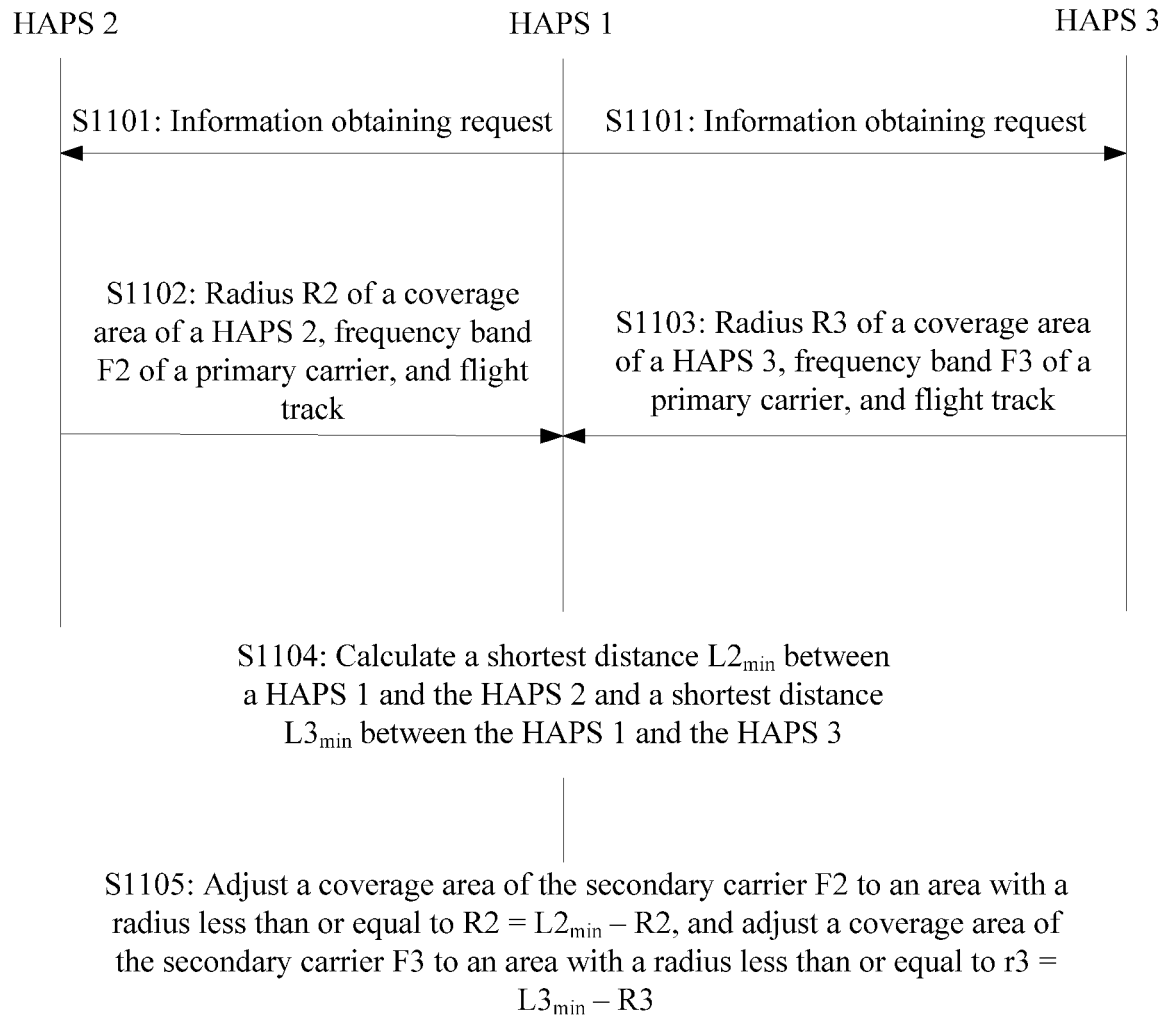 HAPS 2
HAPS 1
HAPS 3
S1101: Information obtaining request
S1101: Information obtaining request
S1102: Radius R2 of a coverage
area of a HAPS 2, frequency band
F2 of a primary carrier, and flight
track
S1103: Radius R3 of a coverage area
of a HAPS 3, frequency band F3 of a
primary carrier, and flight track
S1104: Calculate a shortest distance L2min between
a HAPS 1 and the HAPS 2 and a shortest distance
L3min between the HAPS 1 and the HAPS 3
S1105: Adjust a coverage area of the secondary carrier F2 to an area with a
radius less than or equal to R2 = L2min – R2, and adjust a coverage area of
the secondary carrier F3 to an area with a radius less than or equal to r3 =
L3min – R3